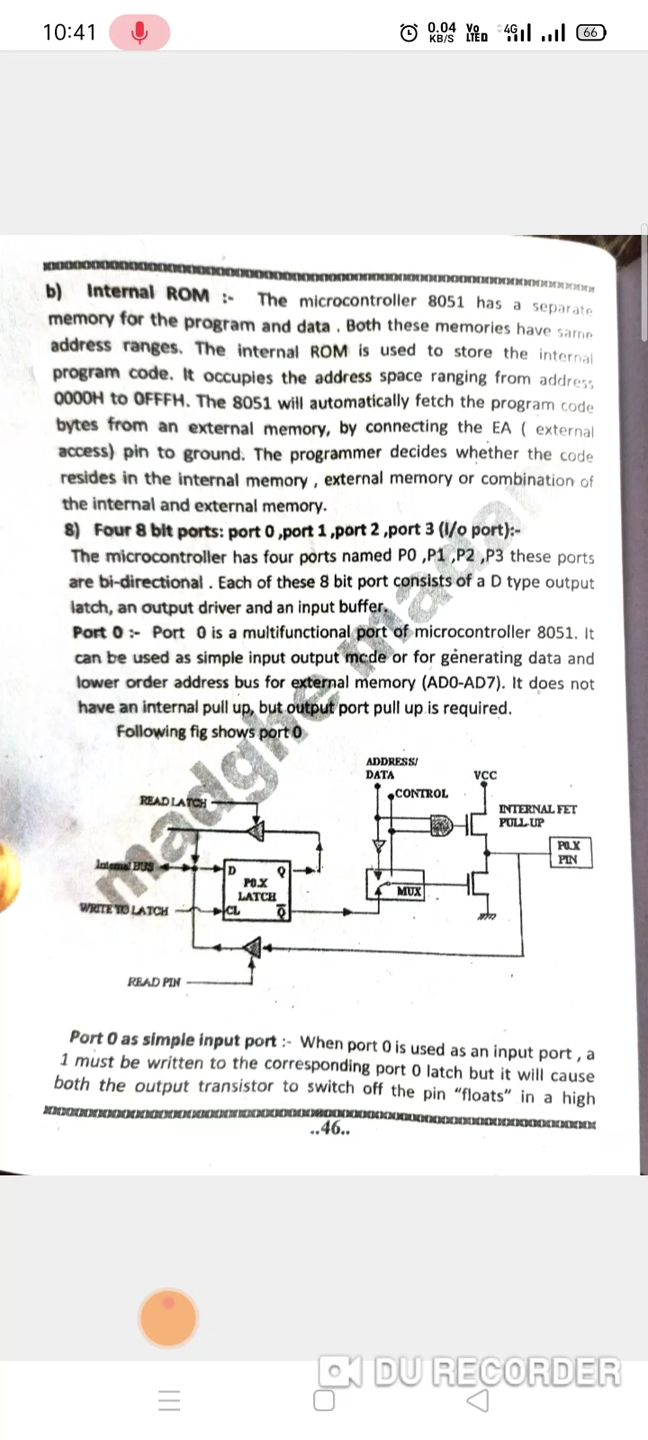 10:41
0.04
KB/S
Vo
LTED
4G
66
b) Internal ROM :- The microcontroller 8051 has a separate
memory for the program and data . Both these memories have same
address ranges. The internal ROM is used to store the internal
program code. It occupies the address space ranging from address
0000H to 0FFFH. The 8051 will automatically fetch the program code
bytes from an external memory, by connecting the EA ( external
access) pin to ground. The programmer decides whether the code
resides in the internal memory , external memory or combination of
the internal and external memory.
8) Four 8 bit ports: port 0 ,port 1 ,port 2 ,port 3 (I/o port):-
The microcontroller has four ports named P0 ,P1 ,P2 ,P3 these ports
are bi-directional . Each of these 8 bit port consists of a D type output
latch, an output driver and an input buffer.
Port 0 :- Port 0 is a multifunctional port of microcontroller 8051. It
can be used as simple input output mode or for generating data and
lower order address bus for external memory (AD0-AD7). It does not
have an internal pull up, but output port pull up is required.
Following fig shows port 0
ADDRESS/
DATA
VCC
CONTROL
READ LATCH
INTERNAL FET
PULL-UP
P0.X
PIN
Internal BUS
D Q
P0.X
LATCH
MUX
WRITE TO LATCH
CL Q̅
READ PIN
Port 0 as simple input port :- When port 0 is used as an input port , a
1 must be written to the corresponding port 0 latch but it will cause
both the output transistor to switch off the pin “floats” in a high
..46..
madghe madan
DU RECORDER